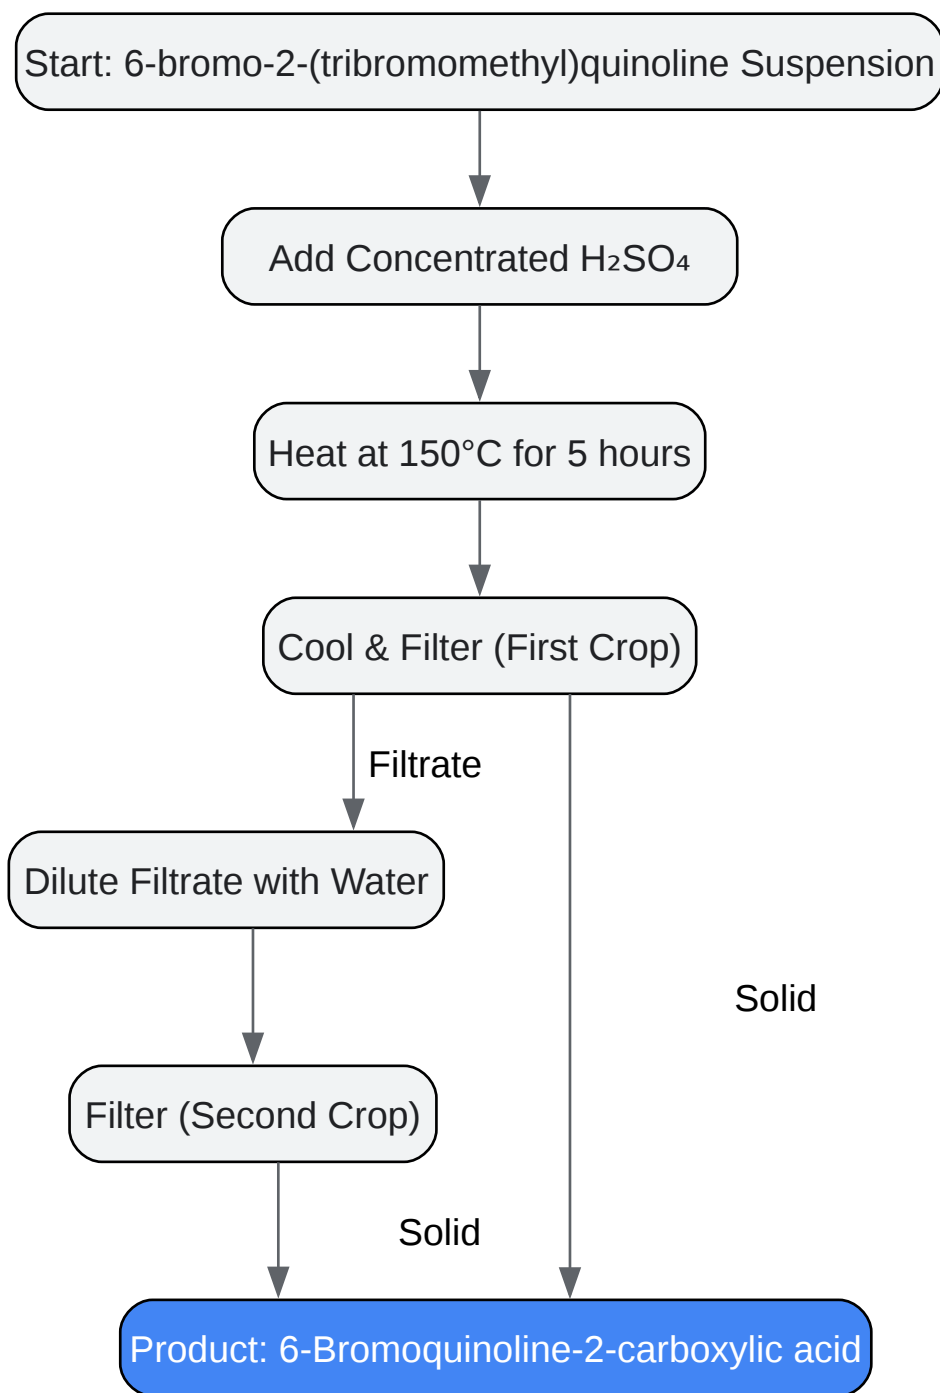 Start: 6-bromo-2-(tribromomethyl)quinoline Suspension
Add Concentrated H₂SO₄
Heat at 150°C for 5 hours
Cool & Filter (First Crop)
Filtrate
Dilute Filtrate with Water
Solid
Filter (Second Crop)
Solid
Product: 6-Bromoquinoline-2-carboxylic acid